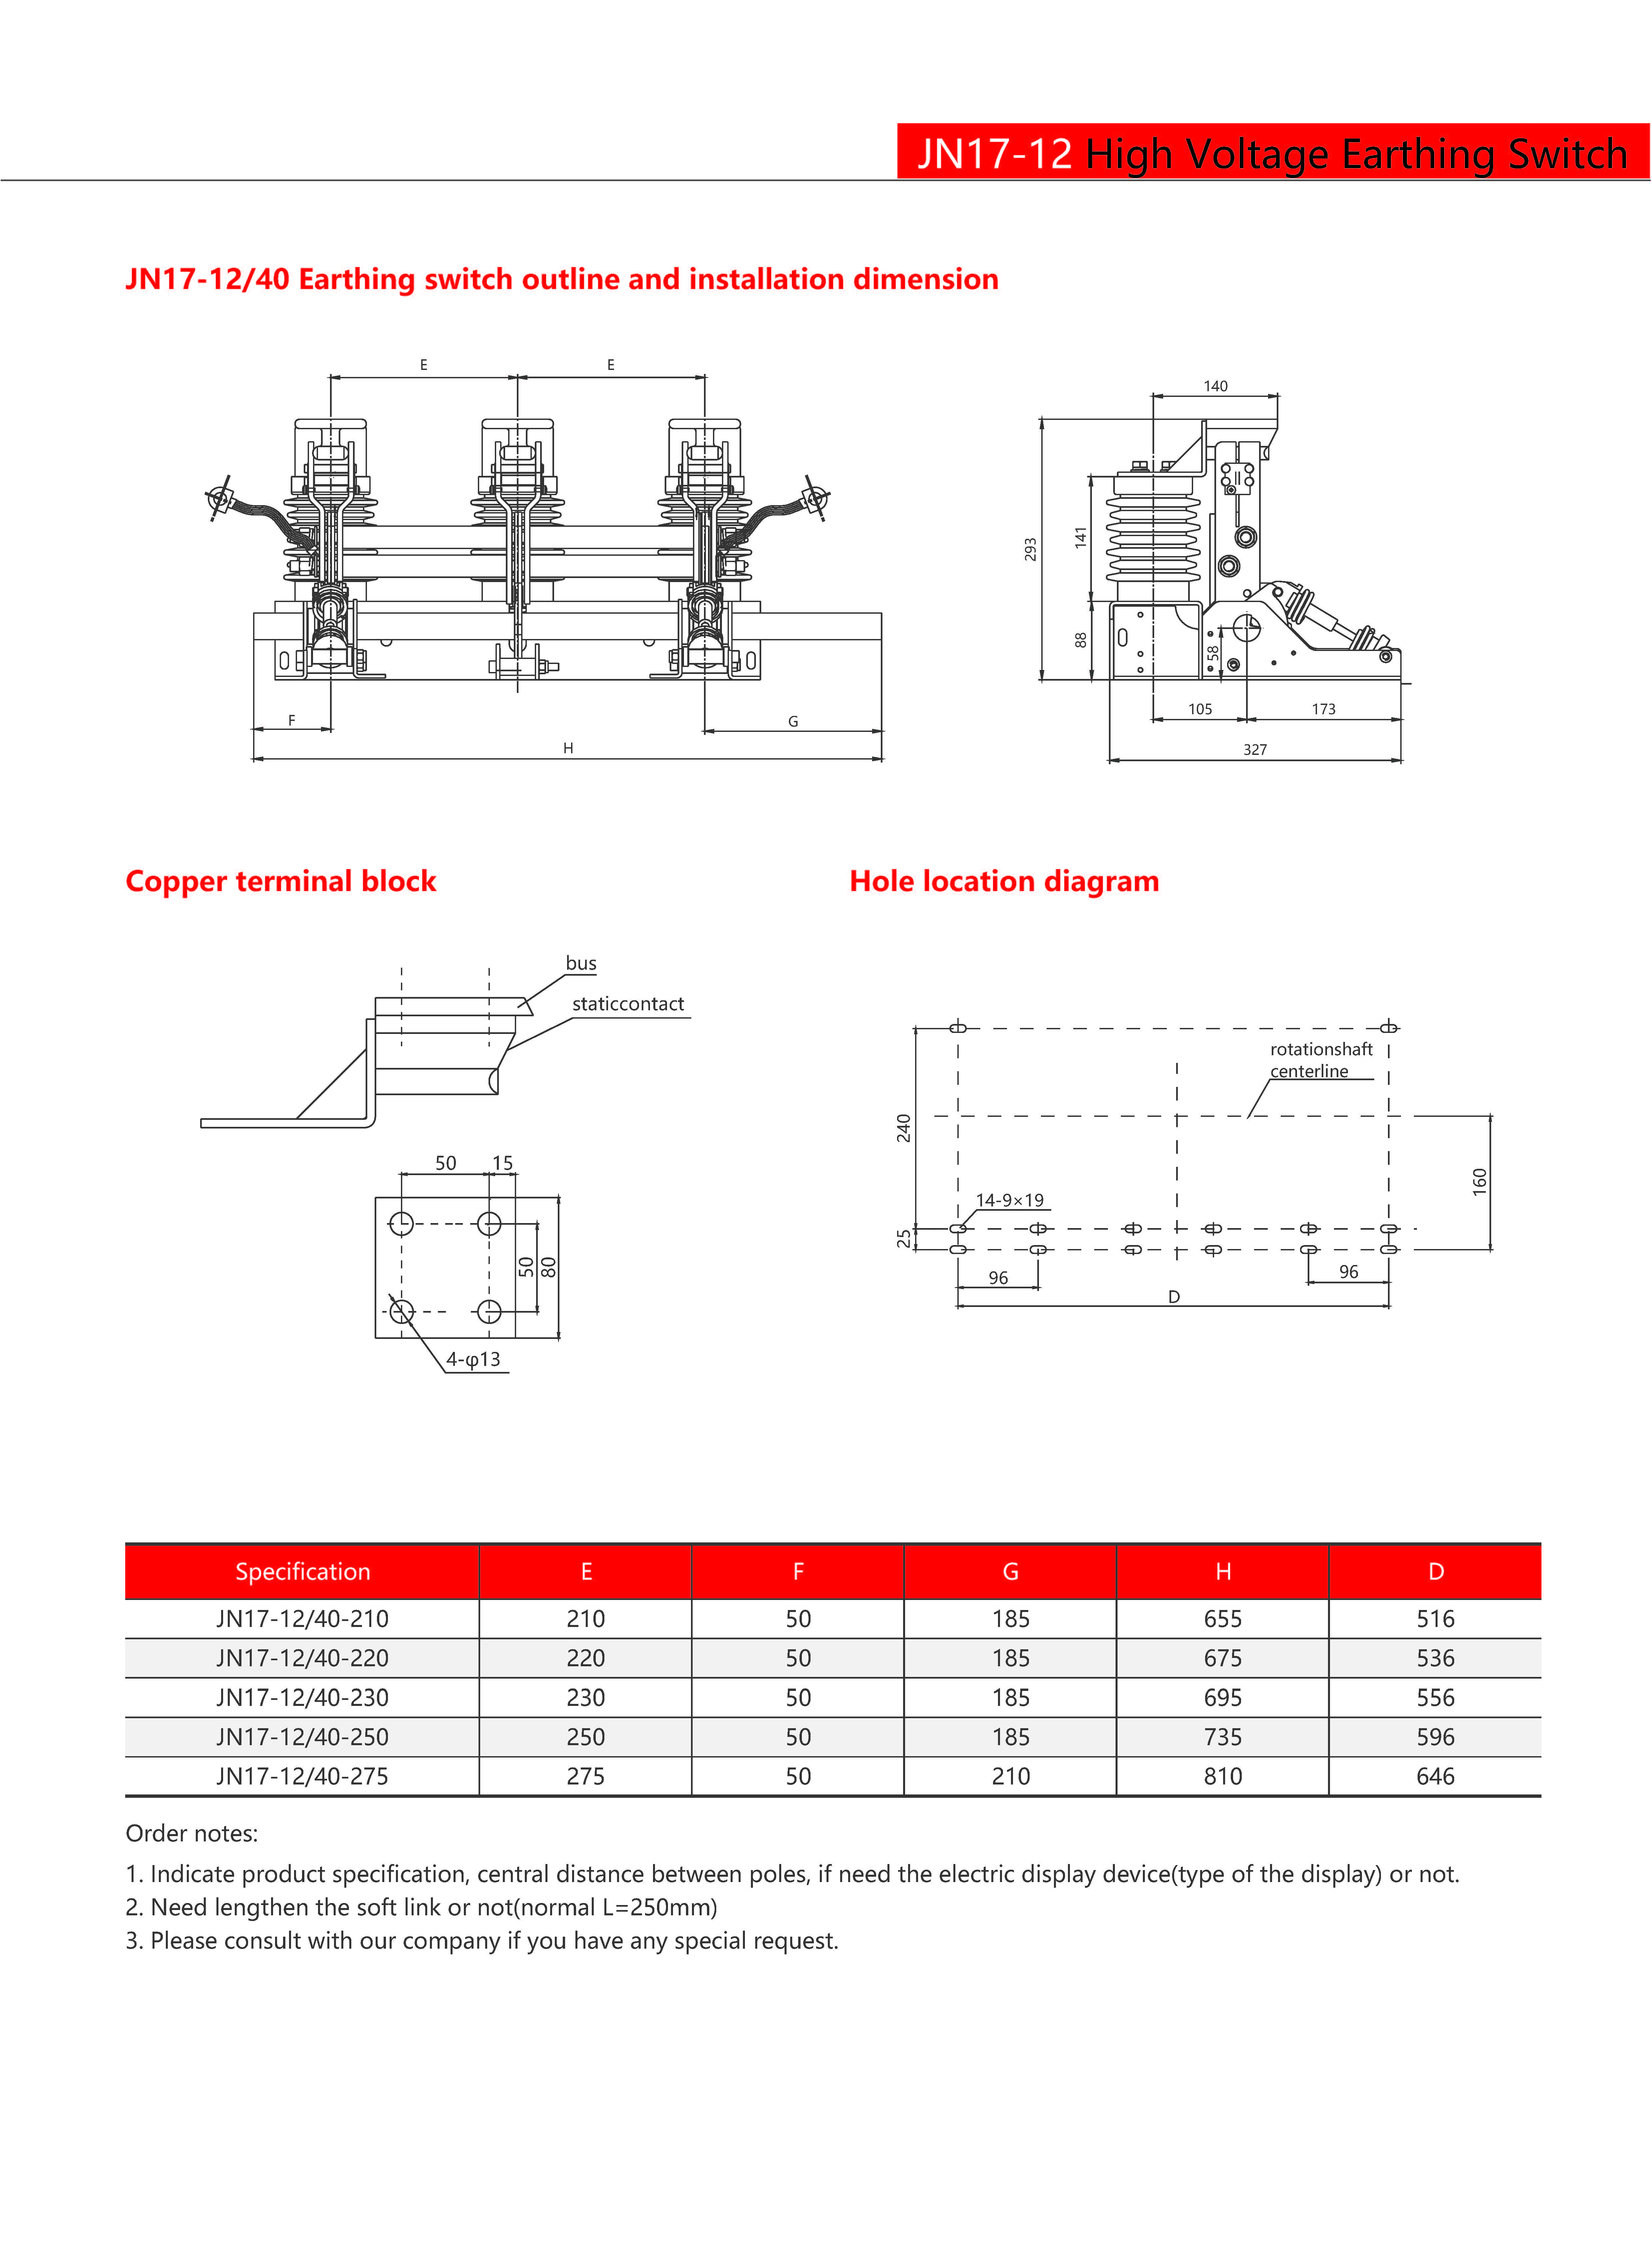 JN17-12 High Voltage Earthing Switch
JN17-12/40 Earthing switch outline and installation dimension
E E
F
G
H
140
293
141
88
58
105 173
327
Copper terminal block
bus
staticcontact
50 15
50
80
4-φ13
Hole location diagram
rotationshaft
centerline
240
160
14-9×19
25
96
96
D
Specification E F G H D
JN17-12/40-210 210 50 185 655 516
JN17-12/40-220 220 50 185 675 536
JN17-12/40-230 230 50 185 695 556
JN17-12/40-250 250 50 185 735 596
JN17-12/40-275 275 50 210 810 646
Order notes:
1. Indicate product specification, central distance between poles, if need the electric display device(type of the display) or not.
2. Need lengthen the soft link or not(normal L=250mm)
3. Please consult with our company if you have any special request.